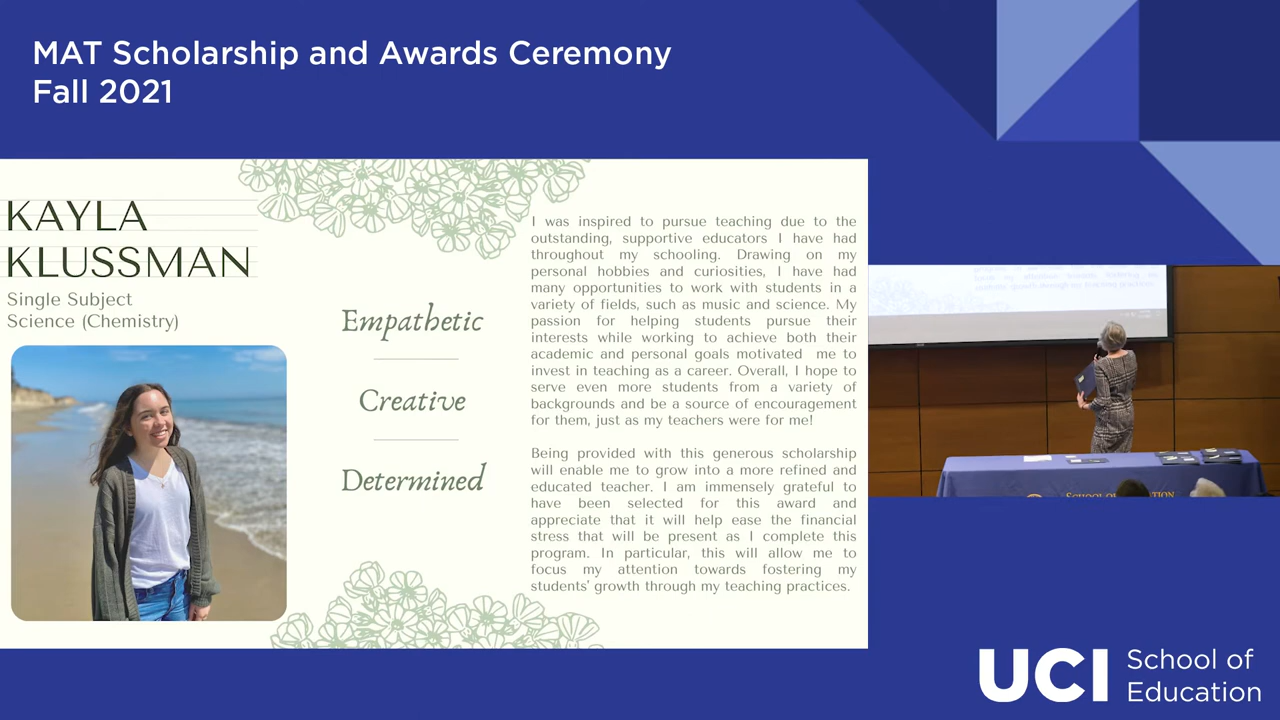 MAT Scholarship and Awards Ceremony
Fall 2021
KAYLA
KLUSSMAN
Single Subject
Science (Chemistry)
Empathetic
Creative
Determined
I was inspired to pursue teaching due to the
outstanding, supportive educators I have had
throughout my schooling. Drawing on my
personal hobbies and curiosities, I have had
many opportunities to work with students in a
variety of fields, such as music and science. My
passion for helping students pursue their
interests while working to achieve both their
academic and personal goals motivated me to
invest in teaching as a career. Overall, I hope to
serve even more students from a variety of
backgrounds and be a source of encouragement
for them, just as my teachers were for me!
Being provided with this generous scholarship
will enable me to grow into a more refined and
educated teacher. I am immensely grateful to
have been selected for this award and
appreciate that it will help ease the financial
stress that will be present as I complete this
program. In particular, this will allow me to
focus my attention towards fostering my
students' growth through my teaching practices.
students' growth through my teaching practices.
SCHOOL OF
UCI School of
Education